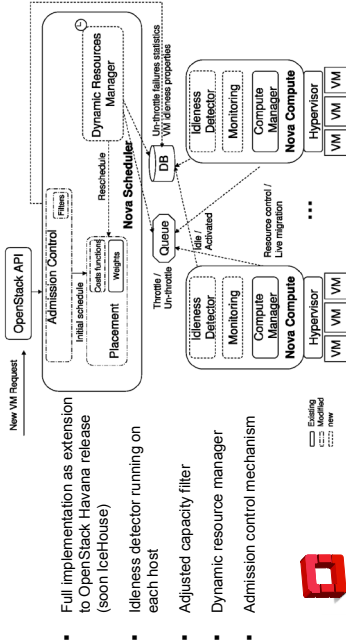 ▪ Full implementation as extension
to OpenStack Havana release
(soon IceHouse)
▪ Idleness detector running on
each host
▪ Adjusted capacity filter
▪ Dynamic resource manager
▪ Admission control mechanism
New VM Request
OpenStack API
Admission Control
Filters
Initial schedule
Placement
Costs functions
Weights
Reschedule
Dynamic Resources
Manager
Nova Scheduler
Throttle /
Un-throttle
Queue
DB
Un-throttle failures statistics
VM idleness properties
Idle /
Activated
Resource control /
Live migration
Idleness
Detector
Monitoring
Compute
Manager
Nova Compute
Hypervisor
VM
VM
VM
...
Idleness
Detector
Monitoring
Compute
Manager
Nova Compute
Hypervisor
VM
VM
VM
Existing
Modified
new